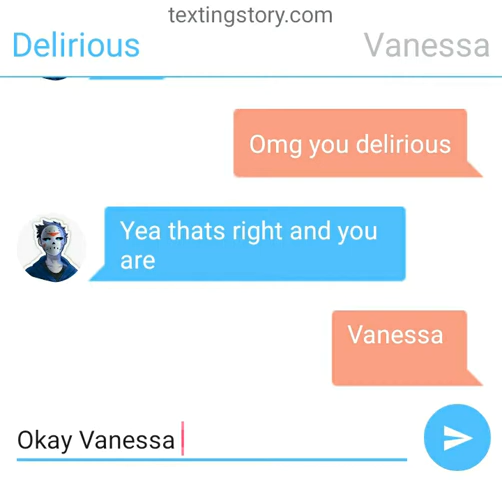 textingstory.com
Delirious
Vanessa
Omg you delirious
Yea thats right and you
are
Vanessa
Okay Vanessa